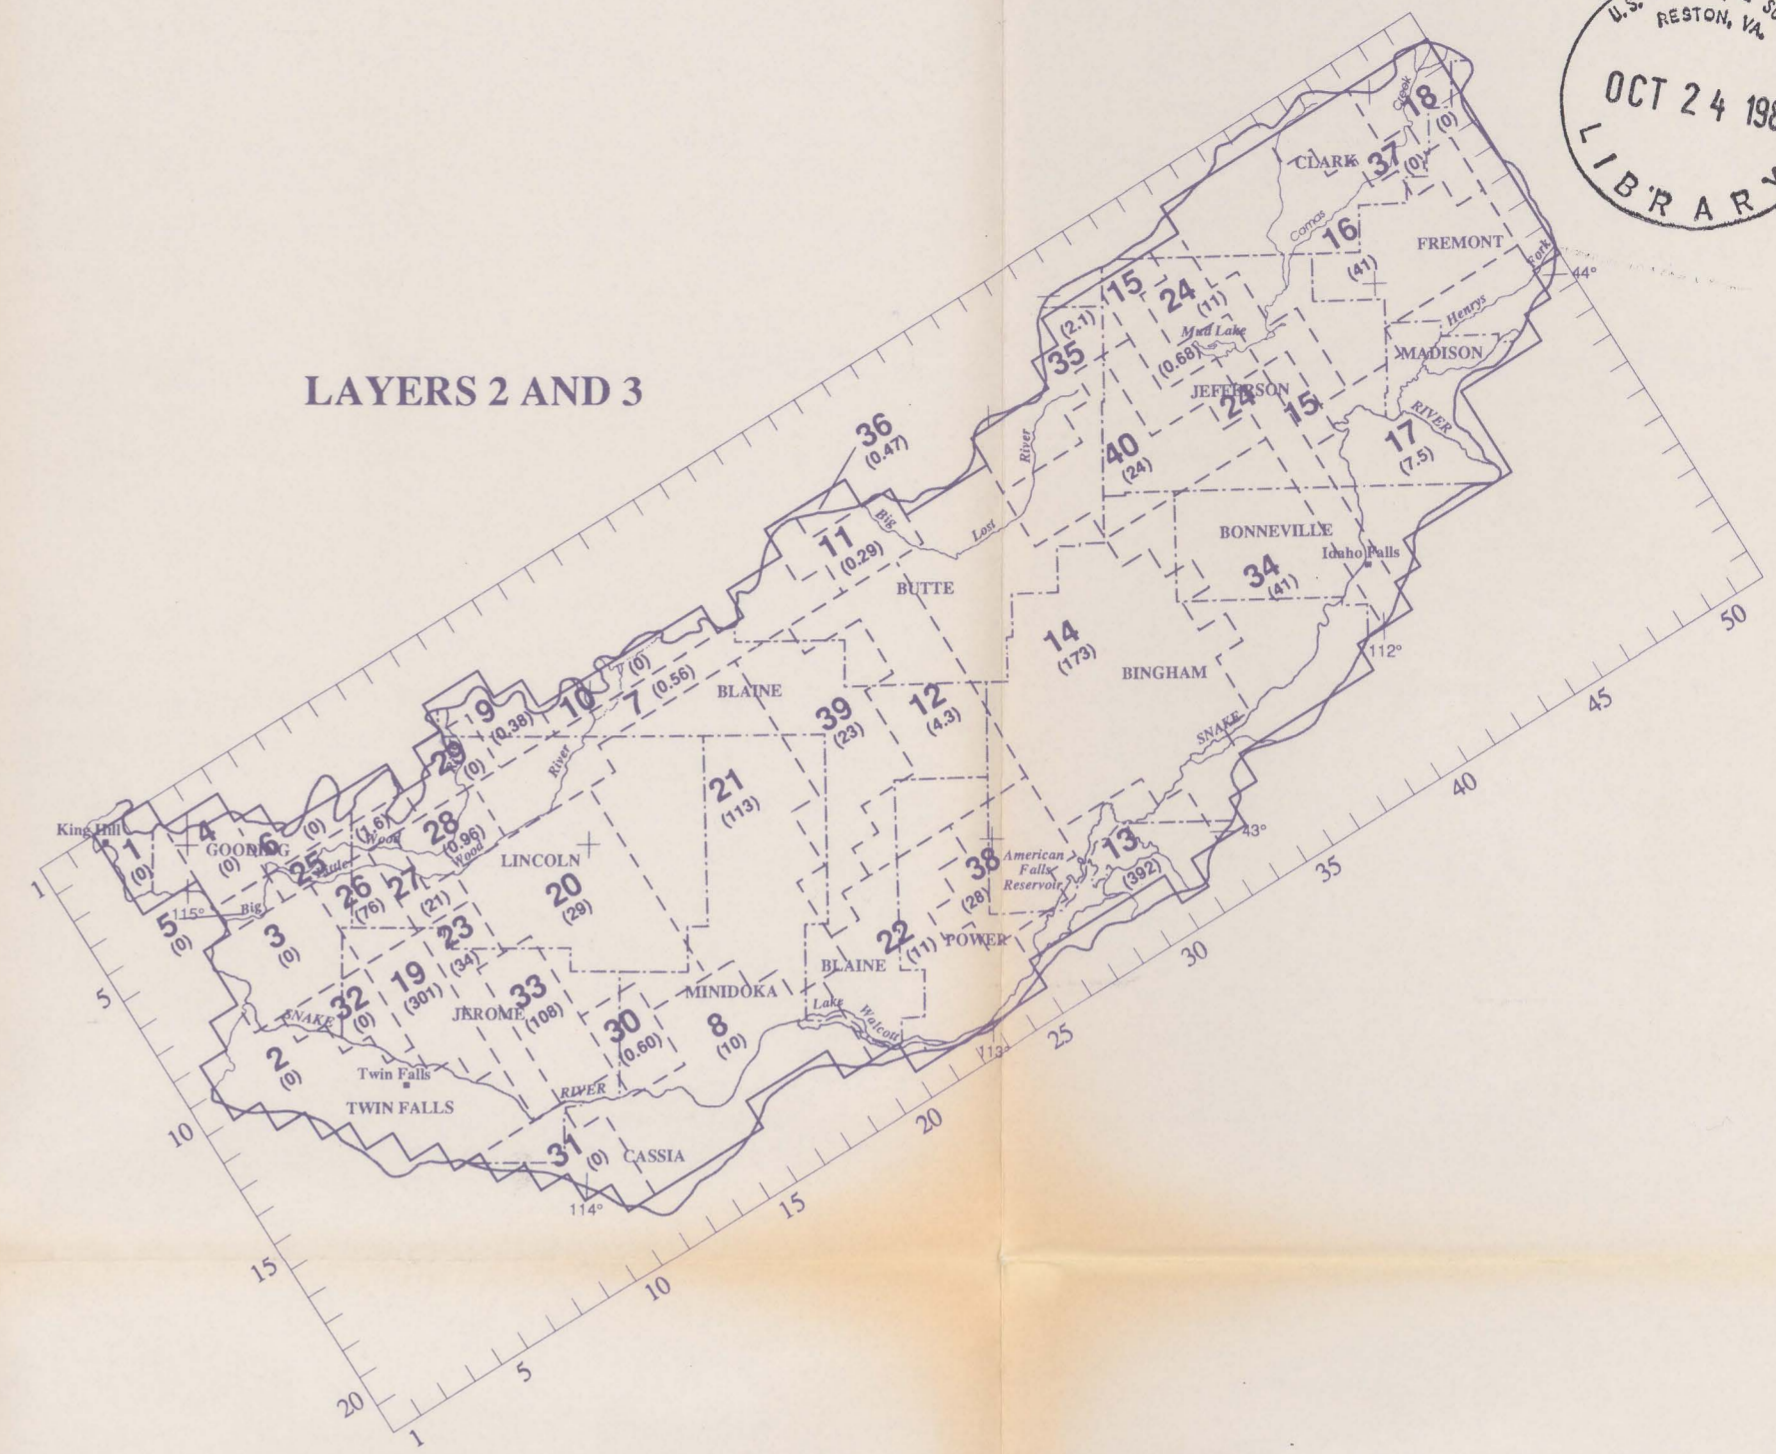 U.S.
RESTON, VA.
OCT 24 198
LIBRARY
LAYERS 2 AND 3
18
(0)
Creek
CLARK
37
(0)
Camas
16
(41)
FREMONT
Fork
44°
Henrys
MADISON
15
24
(11)
(2.1)
35
Mud Lake
(0.68)
JEFFERSON
24
15
RIVER
17
(7.5)
36
(0.47)
River
40
(24)
Big
Lost
11
(0.29)
BONNEVILLE
Idaho Falls
34
(41)
BUTTE
14
(173)
BINGHAM
112°
50
45
(0)
7
(0.56)
BLAINE
10
9
(0.38)
39
(23)
12
(4.3)
SNAKE
29
(0)
River
21
(113)
40
King Hill
1
(0)
4
(0)
GOODING
6
(0)
(1.6)
Wood
28
(0.96)
Wood
LINCOLN
25
Little
26
(76)
27
(21)
20
(29)
38
(28)
American
Falls
Reservoir
13
(392)
43°
35
1
115°
Big
5
(0)
3
(0)
23
(34)
22
(11)
POWER
BLAINE
30
5
19
(301)
32
(0)
33
(108)
JEROME
MINIDOKA
SNAKE
30
(0.60)
8
(10)
Lake
Walcott
113°
25
2
(0)
Twin Falls
TWIN FALLS
RIVER
20
10
31
(0)
CASSIA
114°
15
15
10
5
20
1